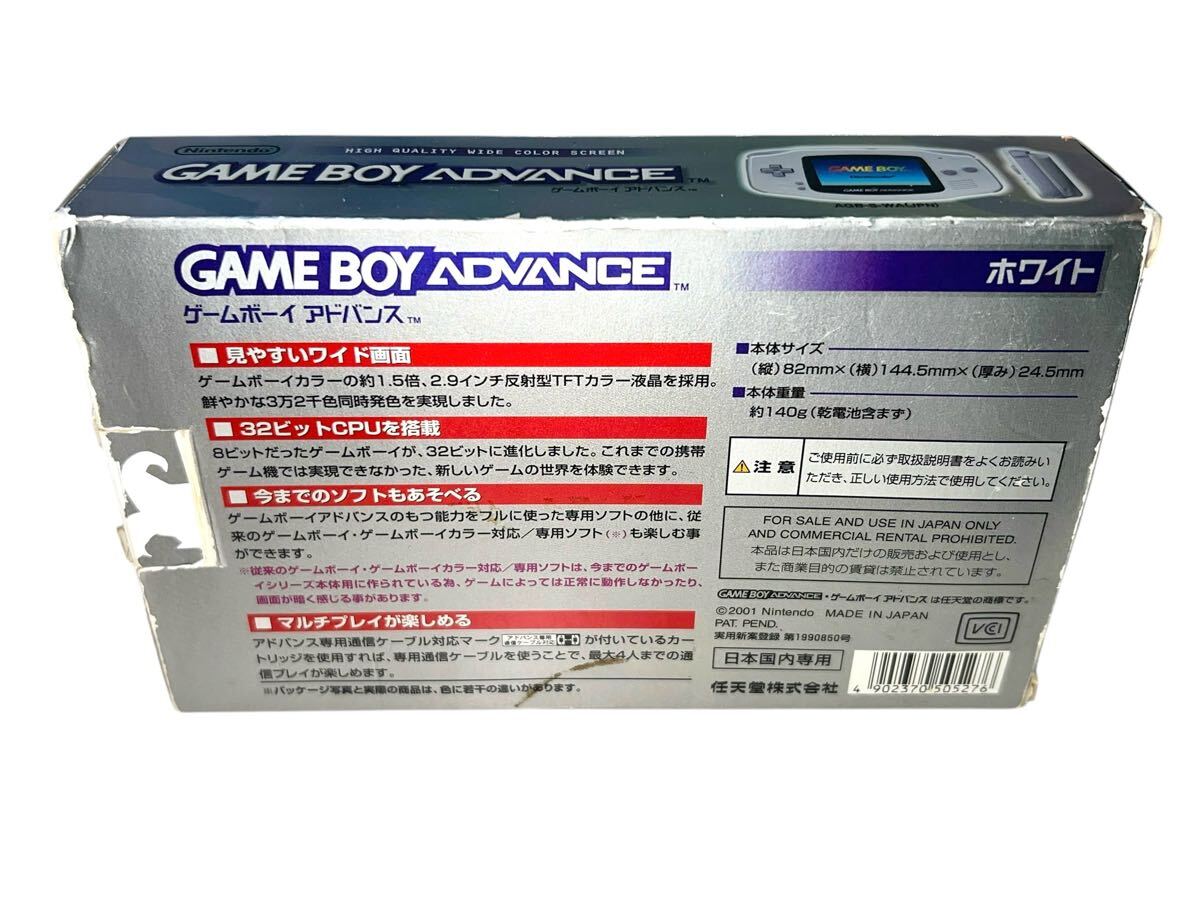 Nintendo
HIGH QUALITY WIDE COLOR SCREEN
GAME BOY ADVANCE™
ゲームボーイ アドバンス™
GAME BOY
GAME BOY ADVANCE
AGB-S-WA(JPN)
GAME BOY ADVANCE™
ゲームボーイ アドバンス™
ホワイト
■ 見やすいワイド画面
ゲームボーイカラーの約1.5倍、2.9インチ反射型TFTカラー液晶を採用。
鮮やかな3万2千色同時発色を実現しました。
■ 32ビットCPUを搭載
8ビットだったゲームボーイが、32ビットに進化しました。これまでの携帯
ゲーム機では実現できなかった、新しいゲームの世界を体験できます。
■ 今までのソフトもあそべる
ゲームボーイアドバンスのもつ能力をフルに使った専用ソフトの他に、従
来のゲームボーイ・ゲームボーイカラー対応／専用ソフト(※)も楽しむ事
ができます。
※従来のゲームボーイ・ゲームボーイカラー対応／専用ソフトは、今までのゲームボー
イシリーズ本体用に作られている為、ゲームによっては正常に動作しなかったり、
画面が暗く感じる事があります。
■ マルチプレイが楽しめる
アドバンス専用通信ケーブル対応マーク アドバンス専用 通信ケーブル対応 が付いているカー
トリッジを使用すれば、専用通信ケーブルを使うことで、最大4人までの通
信プレイが楽しめます。
※パッケージ写真と実際の商品は、色に若干の違いがあります。
■本体サイズ
(縦)82mm×(横)144.5mm×(厚み)24.5mm
■本体重量
約140g(乾電池含まず)
⚠注意
ご使用前に必ず取扱説明書をよくお読みい
ただき、正しい使用方法で使用してください。
FOR SALE AND USE IN JAPAN ONLY
AND COMMERCIAL RENTAL PROHIBITED.
本品は日本国内だけの販売および使用とし、
また商業目的の賃貸は禁止されています。
GAME BOY ADVANCE・ゲームボーイ アドバンスは任天堂の商標です。
©2001 Nintendo MADE IN JAPAN
PAT. PEND.
実用新案登録 第1990850号
VCI
日本国内専用
任天堂株式会社
4 902370 505276